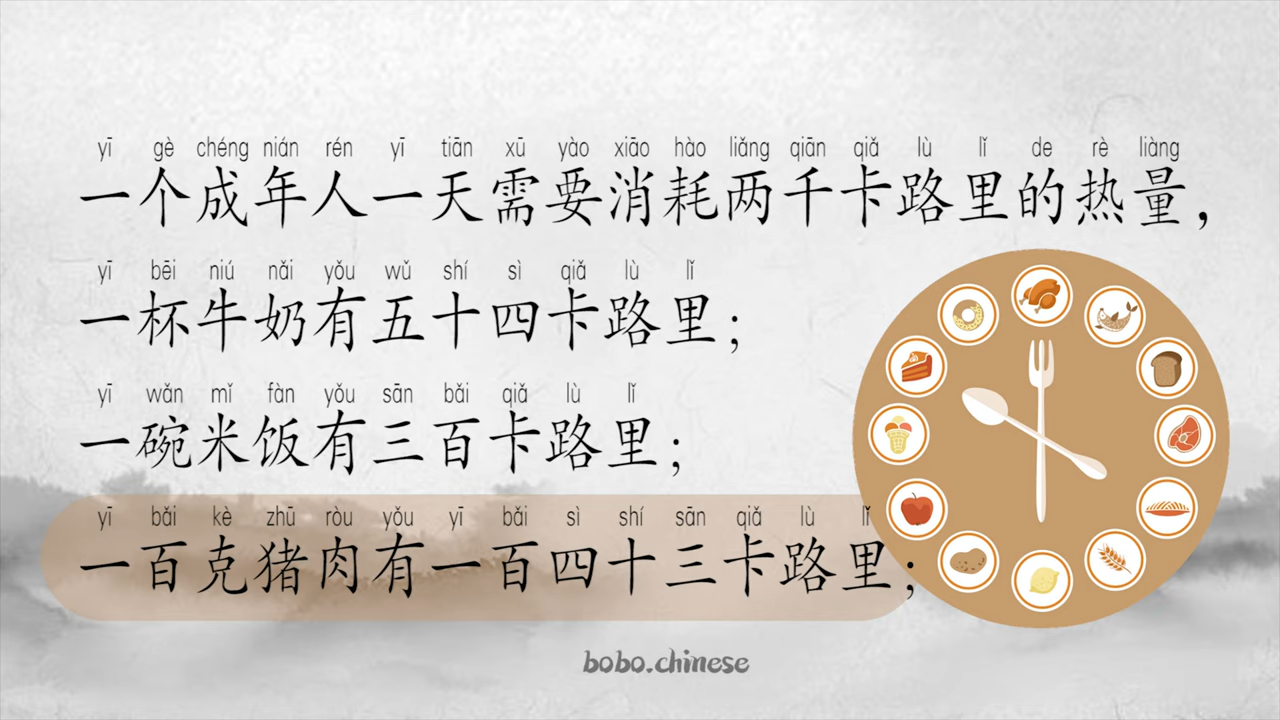 yī gè chéng nián rén yī tiān xū yào xiāo hào liǎng qiān qiǎ lù lǐ de rè liàng
一个成年人一天需要消耗两千卡路里的热量，
yī bēi niú nǎi yǒu wǔ shí sì qiǎ lù lǐ
一杯牛奶有五十四卡路里；
yī wǎn mǐ fàn yǒu sān bǎi qiǎ lù lǐ
一碗米饭有三百卡路里；
yī bǎi kè zhū ròu yǒu yī bǎi sì shí sān qiǎ lù lǐ
一百克猪肉有一百四十三卡路里；
bobo.chinese